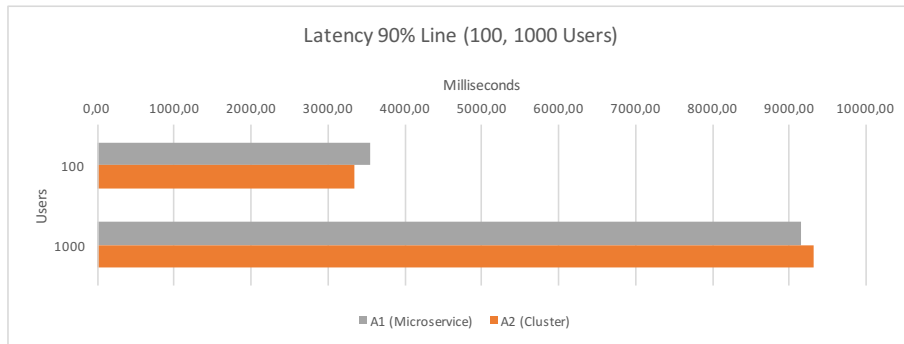 Latency 90% Line (100, 1000 Users)
Milliseconds
0,00 1000,00 2000,00 3000,00 4000,00 5000,00 6000,00 7000,00 8000,00 9000,00 10000,00
100
Users
1000
A1 (Microservice) A2 (Cluster)